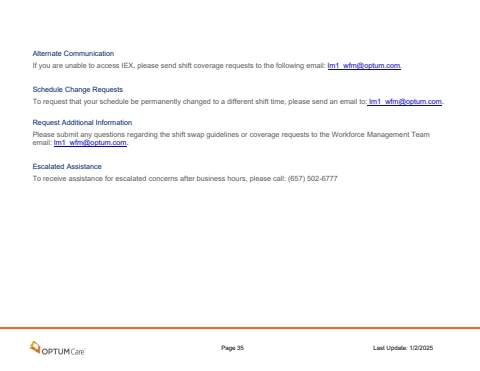 Alternate Communication
If you are unable to access IEX, please send shift coverage requests to the following email: lm1_wfm@optum.com.
Schedule Change Requests
To request that your schedule be permanently changed to a different shift time, please send an email to: lm1_wfm@optum.com.
Request Additional Information
Please submit any questions regarding the shift swap guidelines or coverage requests to the Workforce Management Team
email: lm1_wfm@optum.com.
Escalated Assistance
To receive assistance for escalated concerns after business hours, please call: (657) 502-6777
OPTUMCare
Page 35
Last Update: 1/2/2025